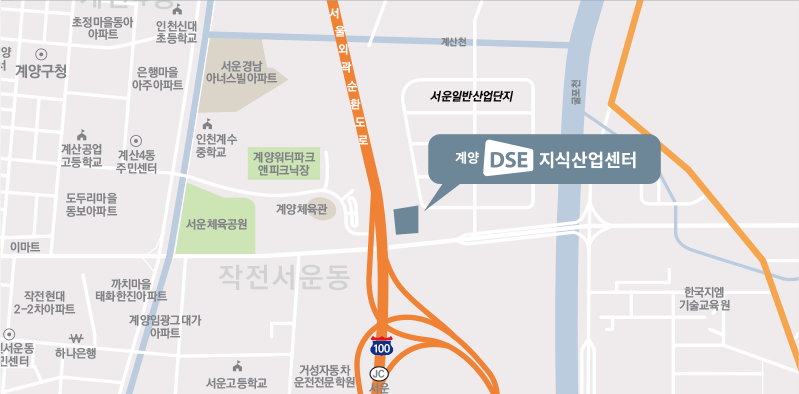 초정마을동아
아파트
인천신대
초등학교
계양구청
은행마을
아주아파트
서운경남
아너스빌아파트
서울외곽순환도로
계산천
굴포천
서운일반산업단지
계양 DSE 지식산업센터
계산공업
고등학교
계산4동
주민센터
인천계수
중학교
계양워터파크
앤피크닉장
도두리마을
동보아파트
계양체육관
서운체육공원
이마트
작전서운동
까치마을
태화한진아파트
작전현대
2-2차아파트
계양임광그대가
아파트
한국지엠
기술교육원
하나은행
서운고등학교
거성자동차
운전전문학원
100
JC
서운